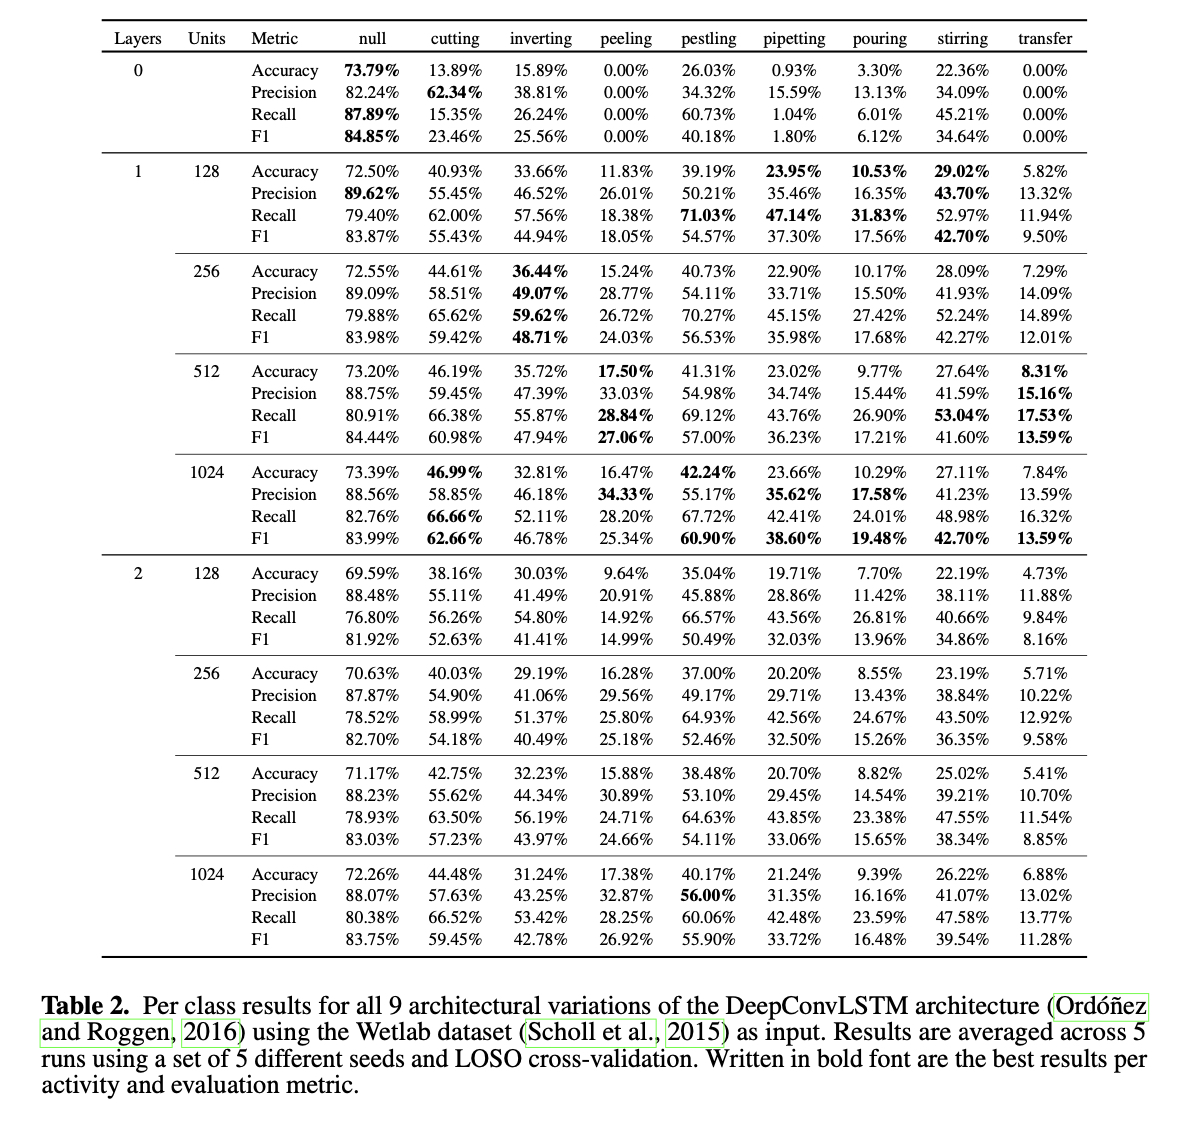 Layers Units Metric null cutting inverting peeling pestling pipetting pouring stirring transfer
0 Accuracy 73.79% 13.89% 15.89% 0.00% 26.03% 0.93% 3.30% 22.36% 0.00%
Precision 82.24% 62.34% 38.81% 0.00% 34.32% 15.59% 13.13% 34.09% 0.00%
Recall 87.89% 15.35% 26.24% 0.00% 60.73% 1.04% 6.01% 45.21% 0.00%
F1 84.85% 23.46% 25.56% 0.00% 40.18% 1.80% 6.12% 34.64% 0.00%
1 128 Accuracy 72.50% 40.93% 33.66% 11.83% 39.19% 23.95% 10.53% 29.02% 5.82%
Precision 89.62% 55.45% 46.52% 26.01% 50.21% 35.46% 16.35% 43.70% 13.32%
Recall 79.40% 62.00% 57.56% 18.38% 71.03% 47.14% 31.83% 52.97% 11.94%
F1 83.87% 55.43% 44.94% 18.05% 54.57% 37.30% 17.56% 42.70% 9.50%
256 Accuracy 72.55% 44.61% 36.44% 15.24% 40.73% 22.90% 10.17% 28.09% 7.29%
Precision 89.09% 58.51% 49.07% 28.77% 54.11% 33.71% 15.50% 41.93% 14.09%
Recall 79.88% 65.62% 59.62% 26.72% 70.27% 45.15% 27.42% 52.24% 14.89%
F1 83.98% 59.42% 48.71% 24.03% 56.53% 35.98% 17.68% 42.27% 12.01%
512 Accuracy 73.20% 46.19% 35.72% 17.50% 41.31% 23.02% 9.77% 27.64% 8.31%
Precision 88.75% 59.45% 47.39% 33.03% 54.98% 34.74% 15.44% 41.59% 15.16%
Recall 80.91% 66.38% 55.87% 28.84% 69.12% 43.76% 26.90% 53.04% 17.53%
F1 84.44% 60.98% 47.94% 27.06% 57.00% 36.23% 17.21% 41.60% 13.59%
1024 Accuracy 73.39% 46.99% 32.81% 16.47% 42.24% 23.66% 10.29% 27.11% 7.84%
Precision 88.56% 58.85% 46.18% 34.33% 55.17% 35.62% 17.58% 41.23% 13.59%
Recall 82.76% 66.66% 52.11% 28.20% 67.72% 42.41% 24.01% 48.98% 16.32%
F1 83.99% 62.66% 46.78% 25.34% 60.90% 38.60% 19.48% 42.70% 13.59%
2 128 Accuracy 69.59% 38.16% 30.03% 9.64% 35.04% 19.71% 7.70% 22.19% 4.73%
Precision 88.48% 55.11% 41.49% 20.91% 45.88% 28.86% 11.42% 38.11% 11.88%
Recall 76.80% 56.26% 54.80% 14.92% 66.57% 43.56% 26.81% 40.66% 9.84%
F1 81.92% 52.63% 41.41% 14.99% 50.49% 32.03% 13.96% 34.86% 8.16%
256 Accuracy 70.63% 40.03% 29.19% 16.28% 37.00% 20.20% 8.55% 23.19% 5.71%
Precision 87.87% 54.90% 41.06% 29.56% 49.17% 29.71% 13.43% 38.84% 10.22%
Recall 78.52% 58.99% 51.37% 25.80% 64.93% 42.56% 24.67% 43.50% 12.92%
F1 82.70% 54.18% 40.49% 25.18% 52.46% 32.50% 15.26% 36.35% 9.58%
512 Accuracy 71.17% 42.75% 32.23% 15.88% 38.48% 20.70% 8.82% 25.02% 5.41%
Precision 88.23% 55.62% 44.34% 30.89% 53.10% 29.45% 14.54% 39.21% 10.70%
Recall 78.93% 63.50% 56.19% 24.71% 64.63% 43.85% 23.38% 47.55% 11.54%
F1 83.03% 57.23% 43.97% 24.66% 54.11% 33.06% 15.65% 38.34% 8.85%
1024 Accuracy 72.26% 44.48% 31.24% 17.38% 40.17% 21.24% 9.39% 26.22% 6.88%
Precision 88.07% 57.63% 43.25% 32.87% 56.00% 31.35% 16.16% 41.07% 13.02%
Recall 80.38% 66.52% 53.42% 28.25% 60.06% 42.48% 23.59% 47.58% 13.77%
F1 83.75% 59.45% 42.78% 26.92% 55.90% 33.72% 16.48% 39.54% 11.28%
Table 2. Per class results for all 9 architectural variations of the DeepConvLSTM architecture (Ordóñez
and Roggen, 2016) using the Wetlab dataset (Scholl et al., 2015) as input. Results are averaged across 5
runs using a set of 5 different seeds and LOSO cross-validation. Written in bold font are the best results per
activity and evaluation metric.